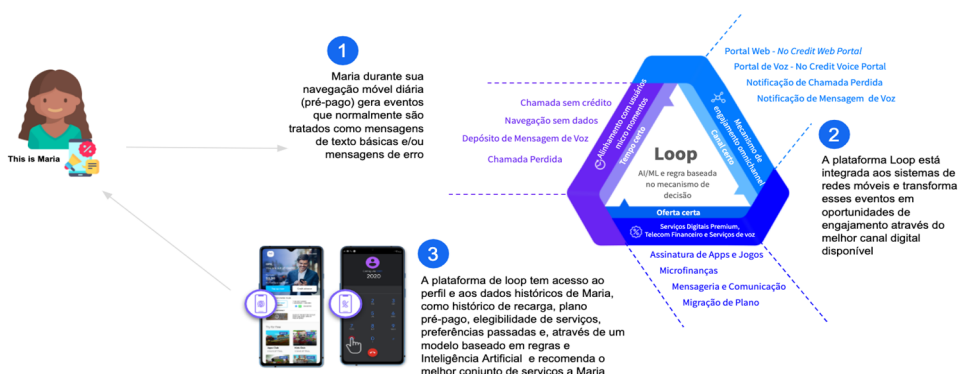 This is Maria
1
Maria durante sua
navegação móvel diária
(pré-pago) gera eventos
que normalmente são
tratados como mensagens
de texto básicas e/ou
mensagens de erro
Chamada sem crédito
Navegação sem dados
Depósito de Mensagem de Voz
Chamada Perdida
Alinhamento com usuários
micro momentos
Tempo certo
Loop
AI/ML e regra baseada
no mecanismo de
decisão
Mecanismo de
engajamento omnichannel
Canal certo
Oferta certa
Serviços Digitais Premium,
Telecom Financeiro e Serviços de voz
Portal Web - No Credit Web Portal
Portal de Voz - No Credit Voice Portal
Notificação de Chamada Perdida
Notificação de Mensagem de Voz
2
A plataforma Loop está
integrada aos sistemas de
redes móveis e transforma
esses eventos em
oportunidades de
engajamento através do
melhor canal digital
disponível
Assinatura de Apps e Jogos
Microfinanças
Mensageria e Comunicação
Migração de Plano
3
A plataforma de loop tem acesso ao
perfil e aos dados históricos de Maria,
como histórico de recarga, plano
pré-pago, elegibilidade de serviços,
preferências passadas e, através de um
modelo baseado em regras e
Inteligência Artificial e recomenda o
melhor conjunto de serviços a Maria
2020